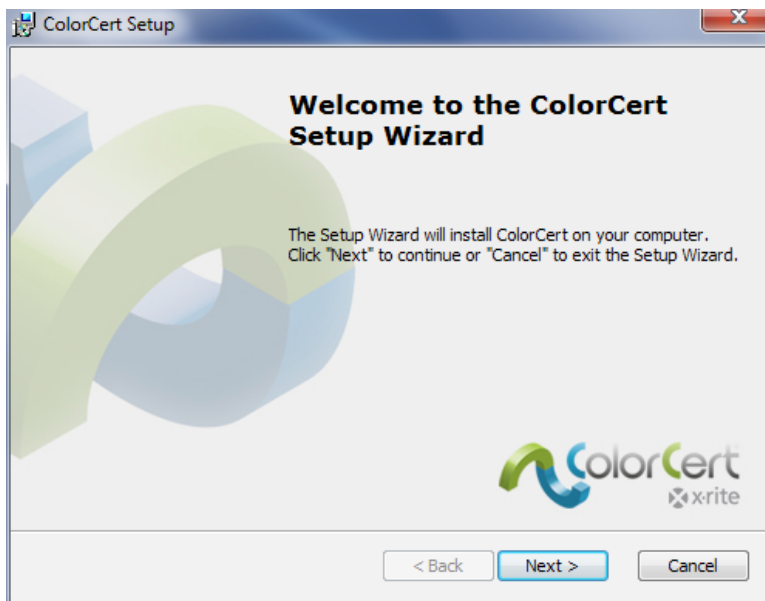 ColorCert Setup
Welcome to the ColorCert
Setup Wizard
The Setup Wizard will install ColorCert on your computer.
Click "Next" to continue or "Cancel" to exit the Setup Wizard.
ColorCert
x·rite
< Back Next > Cancel